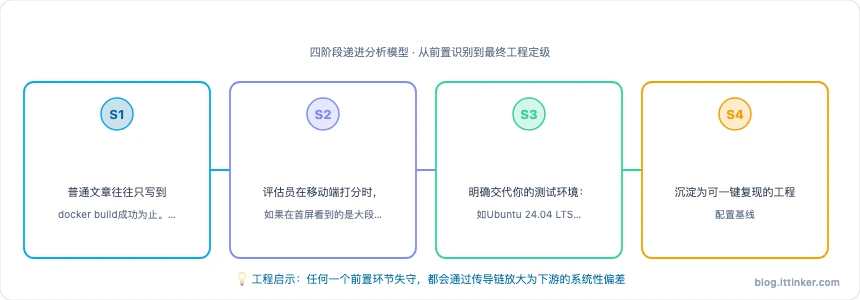 四阶段递进分析模型 · 从前置识别到最终工程定级
S1
普通文章往往只写到
docker build成功为止。...
S2
评估员在移动端打分时，
如果在首屏看到的是大段...
S3
明确交代你的测试环境：
如Ubuntu 24.04 LTS...
S4
沉淀为可一键复现的工程
配置基线
💡 工程启示：任何一个前置环节失守，都会通过传导链放大为下游的系统性偏差
blog.ittinker.com